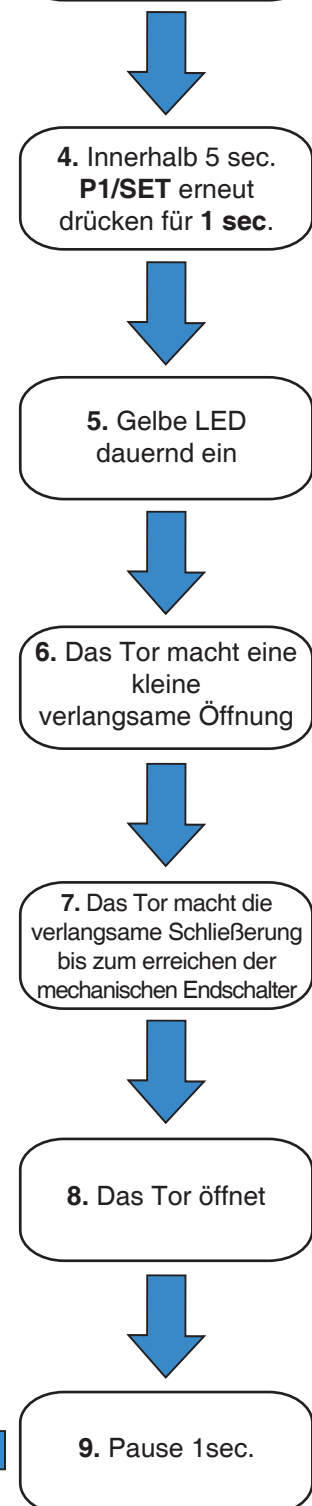 4. Innerhalb 5 sec.
P1/SET erneut
drücken für 1 sec.
5. Gelbe LED
dauernd ein
6. Das Tor macht eine
kleine
verlangsame Öffnung
7. Das Tor macht die
verlangsame Schließerung
bis zum erreichen der
mechanischen Endschalter
8. Das Tor öffnet
9. Pause 1sec.